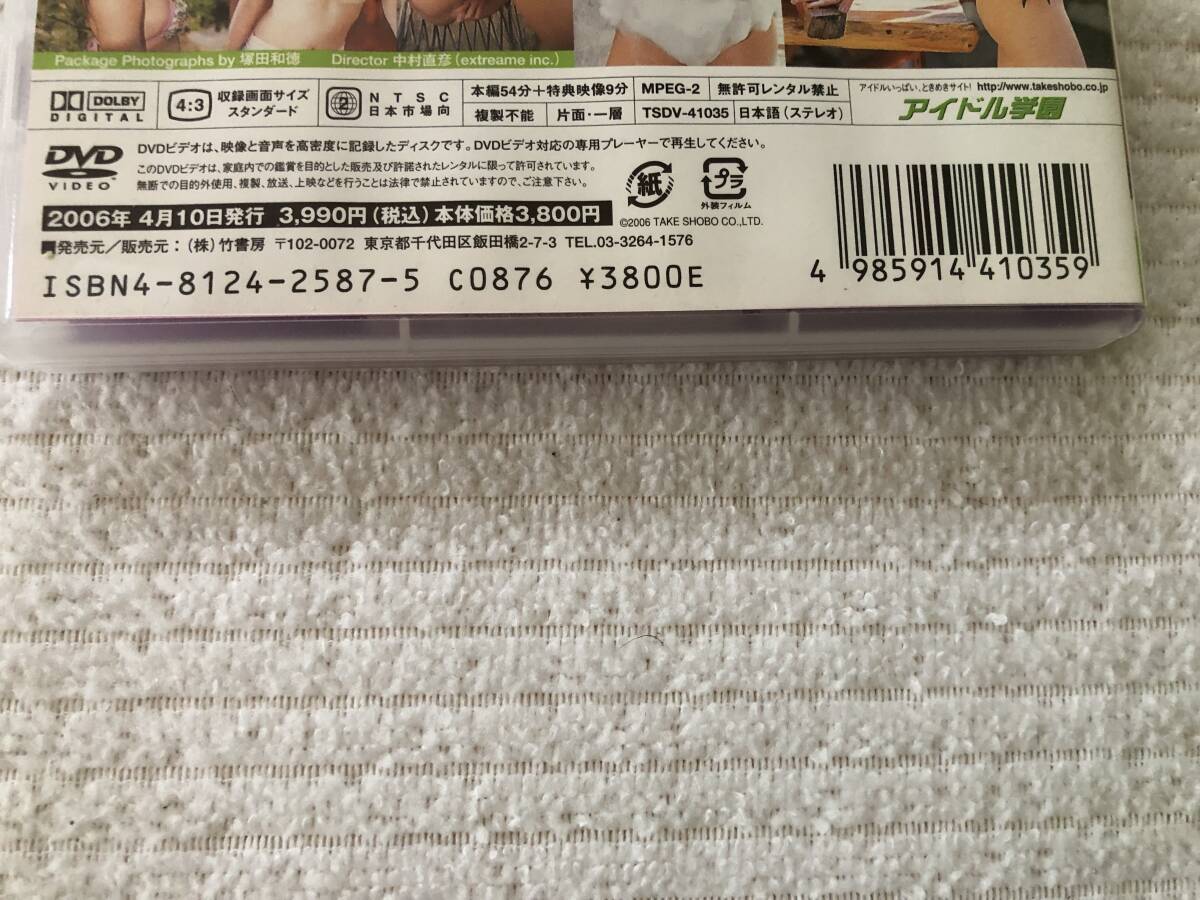 Package Photographs by 塚田和徳 Director 中村直彦 (extreame inc.)
DOLBY DIGITAL
4:3 収録画面サイズ スタンダード
2 NTSC 日本市場向
本編54分+特典映像9分 MPEG-2 無許可レンタル禁止
複製不能 片面・一層 TSDV-41035 日本語(ステレオ)
アイドルいっぱい、ときめきサイト! http://www.takeshobo.co.jp
アイドル学園
DVD VIDEO
DVDビデオは、映像と音声を高密度に記録したディスクです。DVDビデオ対応の専用プレーヤーで再生してください。
このDVDビデオは、家庭内での鑑賞を目的とした販売及び許諾されたレンタルに限って許可されています。
無断での目的外使用、複製、放送、上映などを行うことは法律で禁止されていますので、ご注意下さい。
紙
プラ
外装フィルム
2006年 4月10日発行 3,990円(税込)本体価格3,800円
©2006 TAKE SHOBO CO.,LTD.
■発売元/販売元:(株)竹書房 〒102-0072 東京都千代田区飯田橋2-7-3 TEL.03-3264-1576
ISBN4-8124-2587-5 C0876 ¥3800E
4 985914 410359